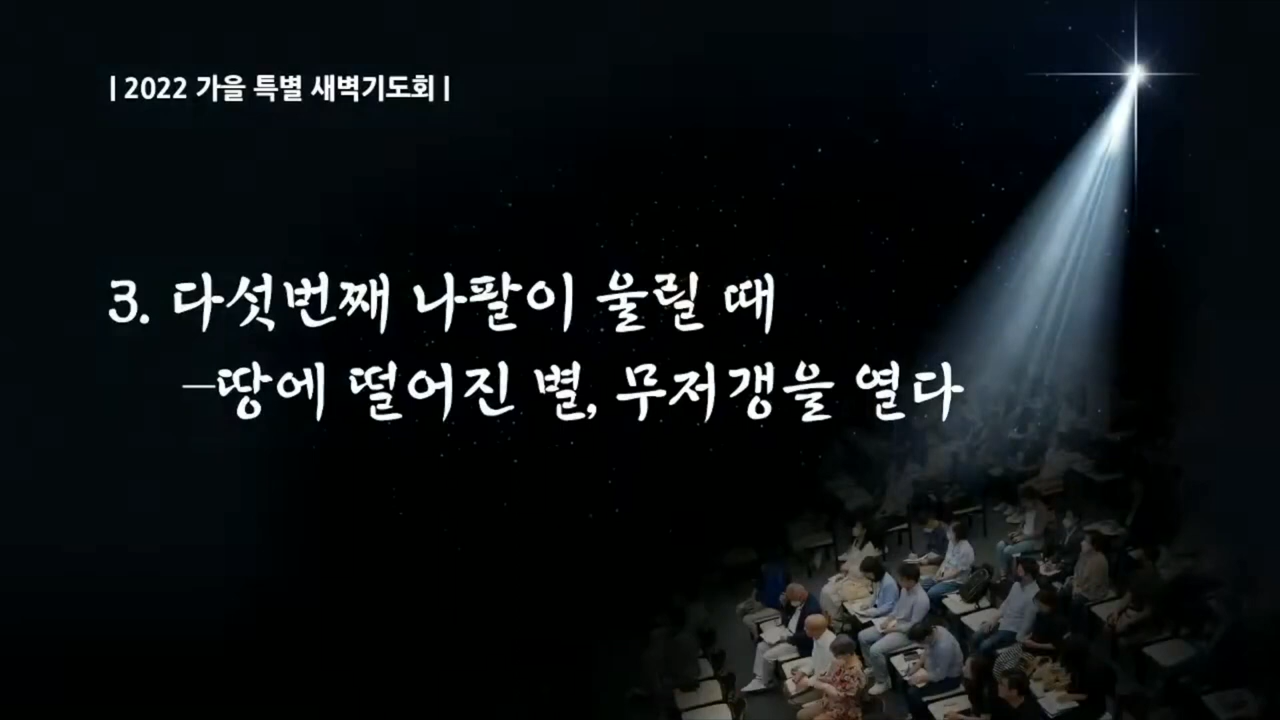 | 2022 가을 특별 새벽기도회 |
3. 다섯번째 나팔이 울릴 때
–땅에 떨어진 별, 무저갱을 열다